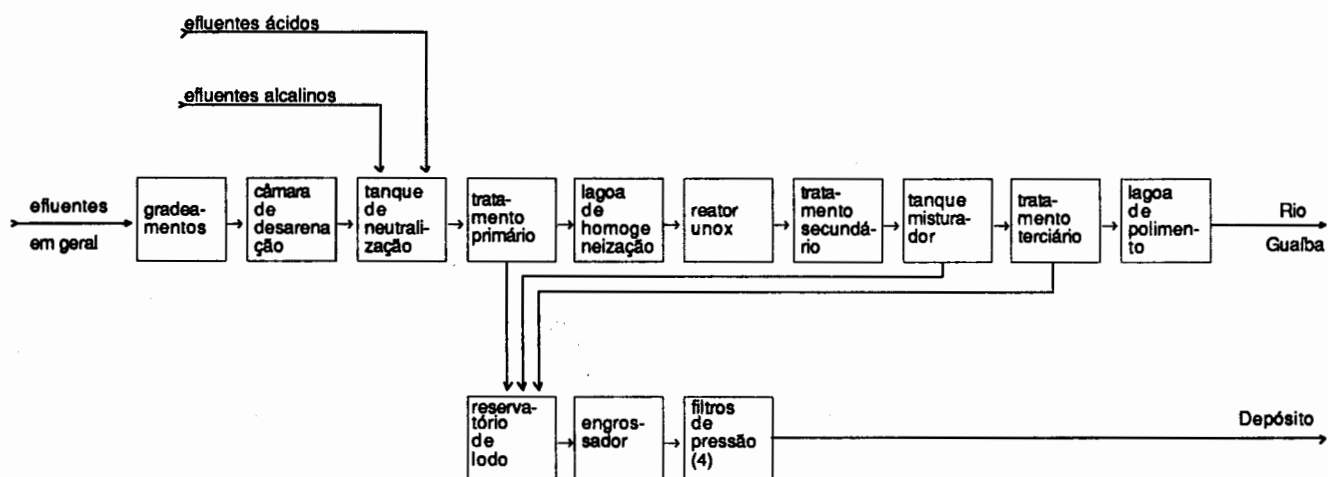 efluentes ácidos
efluentes alcalinos
efluentes
em geral
gradea-
mentos
câmara
de
desarena
ção
tanque
de
neutrali-
zação
trata-
mento
primário
lagoa
de
homoge
neização
reator
unox
trata-
mento
secundá-
rio
tanque
mistura-
dor
trata-
mento
terciário
lagoa
de
polimen-
to
Rio
Guaíba
reserva-
tório
de
lodo
engros-
sador
filtros
de
pressão
(4)
Depósito